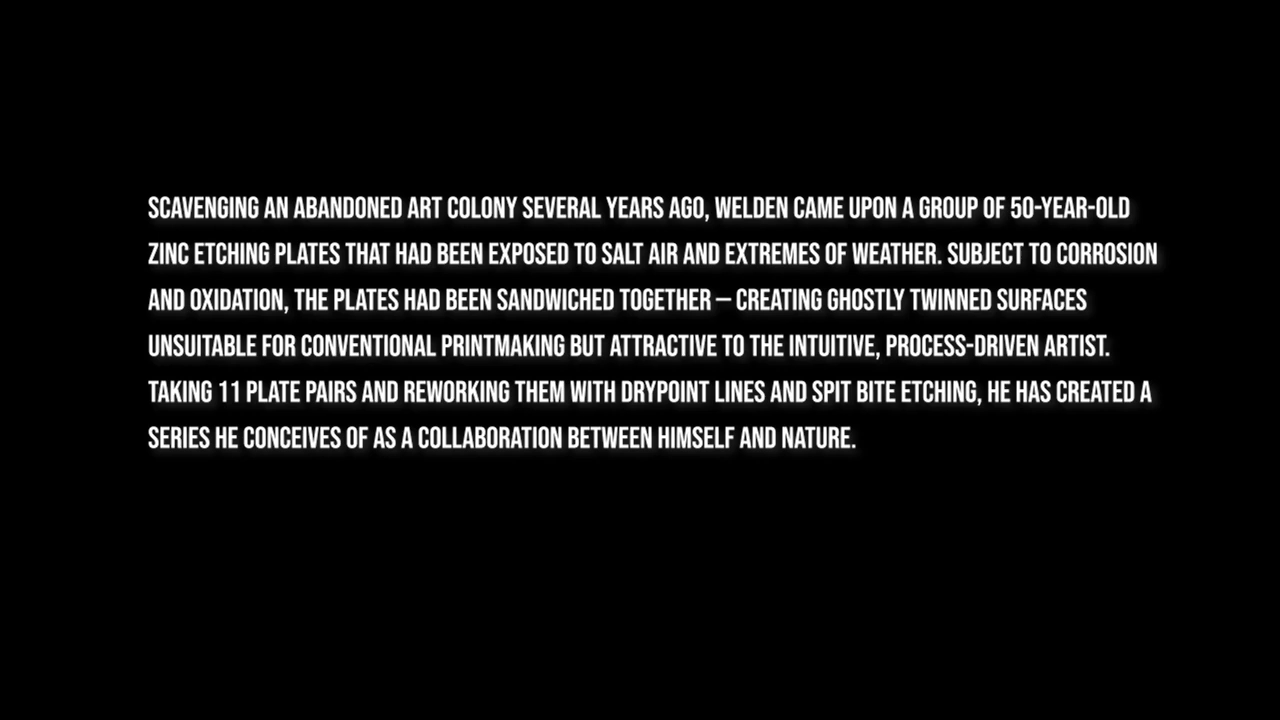 SCAVENGING AN ABANDONED ART COLONY SEVERAL YEARS AGO, WELDEN CAME UPON A GROUP OF 50-YEAR-OLD
ZINC ETCHING PLATES THAT HAD BEEN EXPOSED TO SALT AIR AND EXTREMES OF WEATHER. SUBJECT TO CORROSION
AND OXIDATION, THE PLATES HAD BEEN SANDWICHED TOGETHER – CREATING GHOSTLY TWINNED SURFACES
UNSUITABLE FOR CONVENTIONAL PRINTMAKING BUT ATTRACTIVE TO THE INTUITIVE, PROCESS-DRIVEN ARTIST.
TAKING 11 PLATE PAIRS AND REWORKING THEM WITH DRYPOINT LINES AND SPIT BITE ETCHING, HE HAS CREATED A
SERIES HE CONCEIVES OF AS A COLLABORATION BETWEEN HIMSELF AND NATURE.